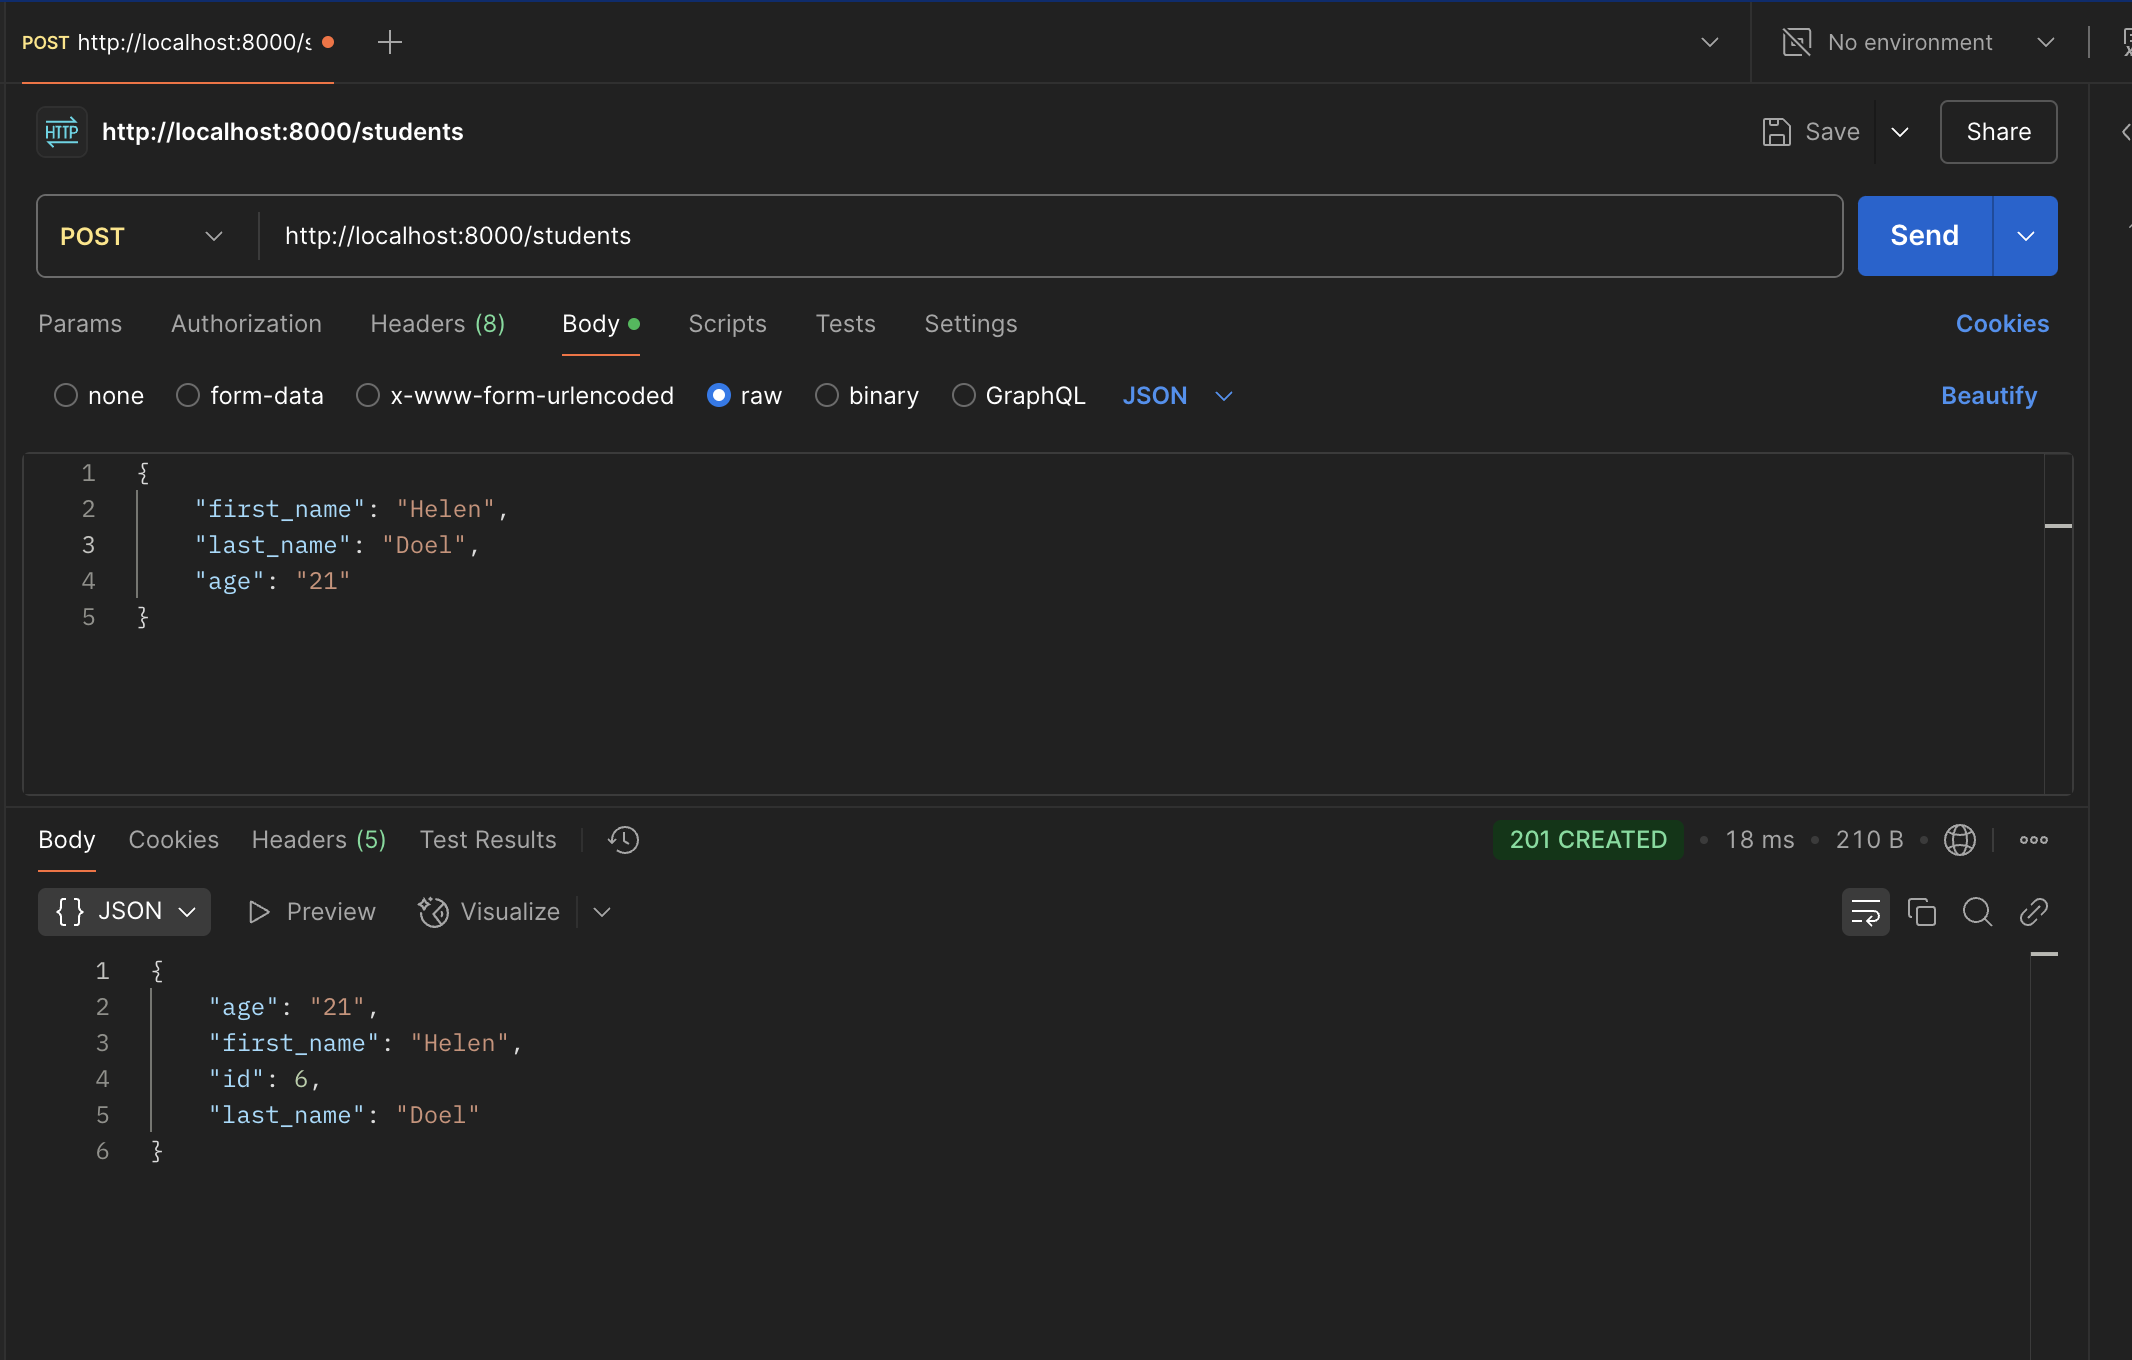 POST http://localhost:8000/s No environment
HTTP http://localhost:8000/students Save Share
POST http://localhost:8000/students Send
Params Authorization Headers (8) Body Scripts Tests Settings Cookies
none form-data x-www-form-urlencoded raw binary GraphQL JSON Beautify
1 {
2 "first_name": "Helen",
3 "last_name": "Doel",
4 "age": "21"
5 }
Body Cookies Headers (5) Test Results 201 CREATED • 18 ms • 210 B •
{} JSON Preview Visualize
1 {
2 "age": "21",
3 "first_name": "Helen",
4 "id": 6,
5 "last_name": "Doel"
6 }